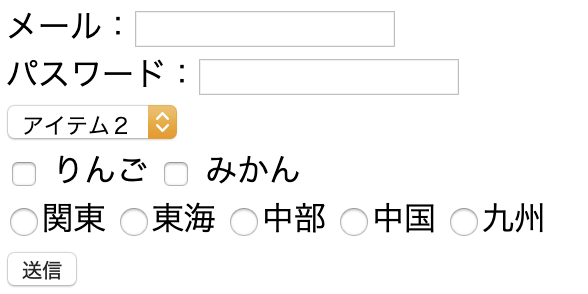 メール：
パスワード：
アイテム２
りんご みかん
関東 東海 中部 中国 九州
送信